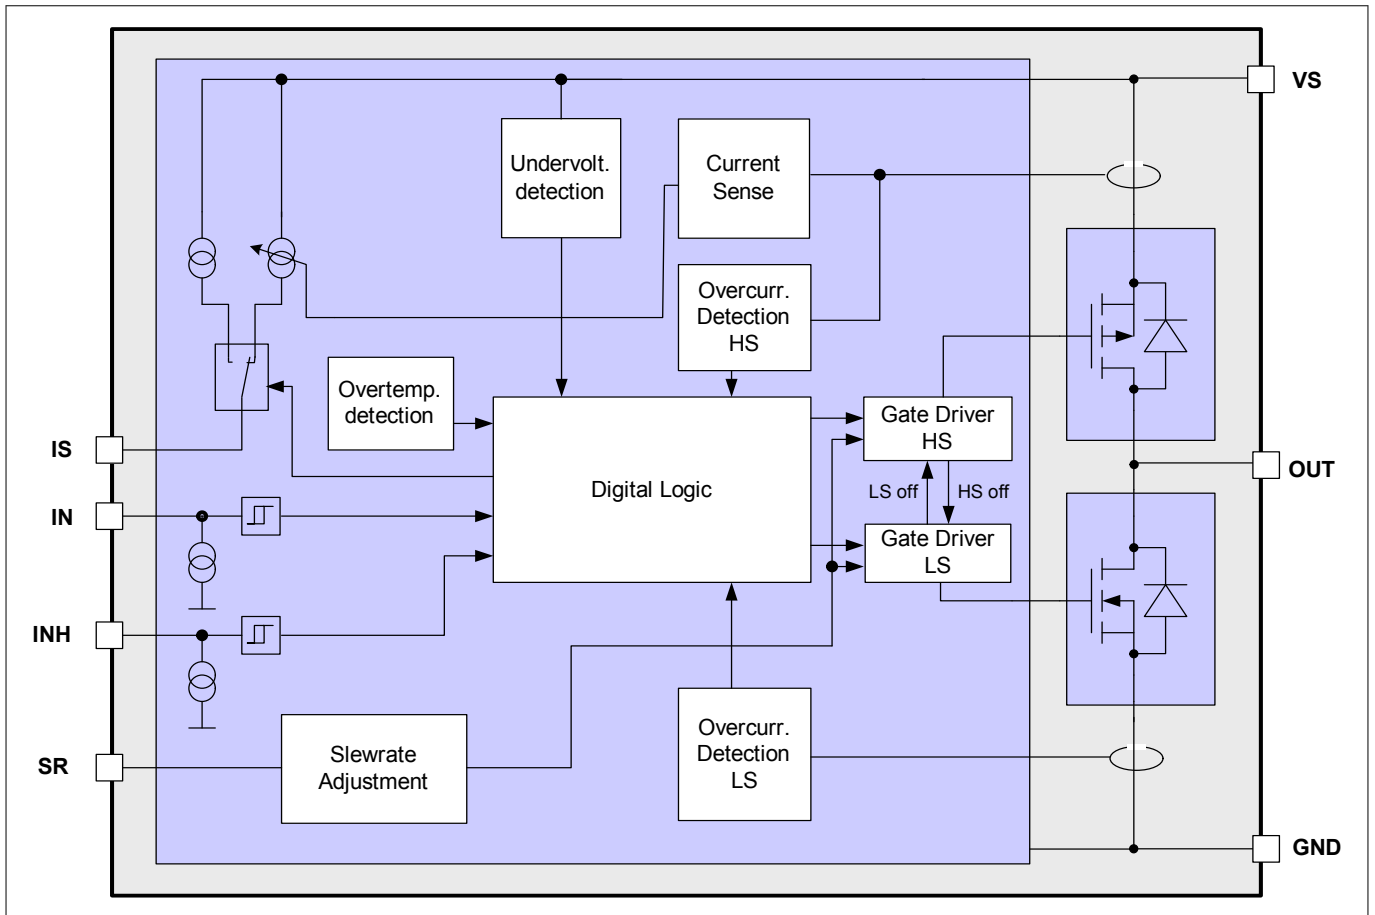 VS
Undervolt.
detection
Current
Sense
Overcurr.
Detection
HS
Overtemp.
detection
Gate Driver
HS
IS
OUT
Digital Logic
LS off
HS off
IN
Gate Driver
LS
INH
Overcurr.
Detection
LS
Slewrate
Adjustment
SR
GND